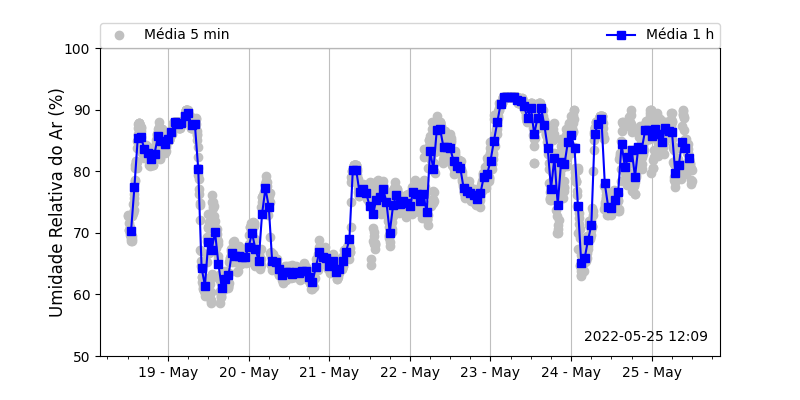 Média 5 min
Média 1 h
Umidade Relativa do Ar (%)
100
90
80
70
60
50
2022-05-25 12:09
19 - May
20 - May
21 - May
22 - May
23 - May
24 - May
25 - May